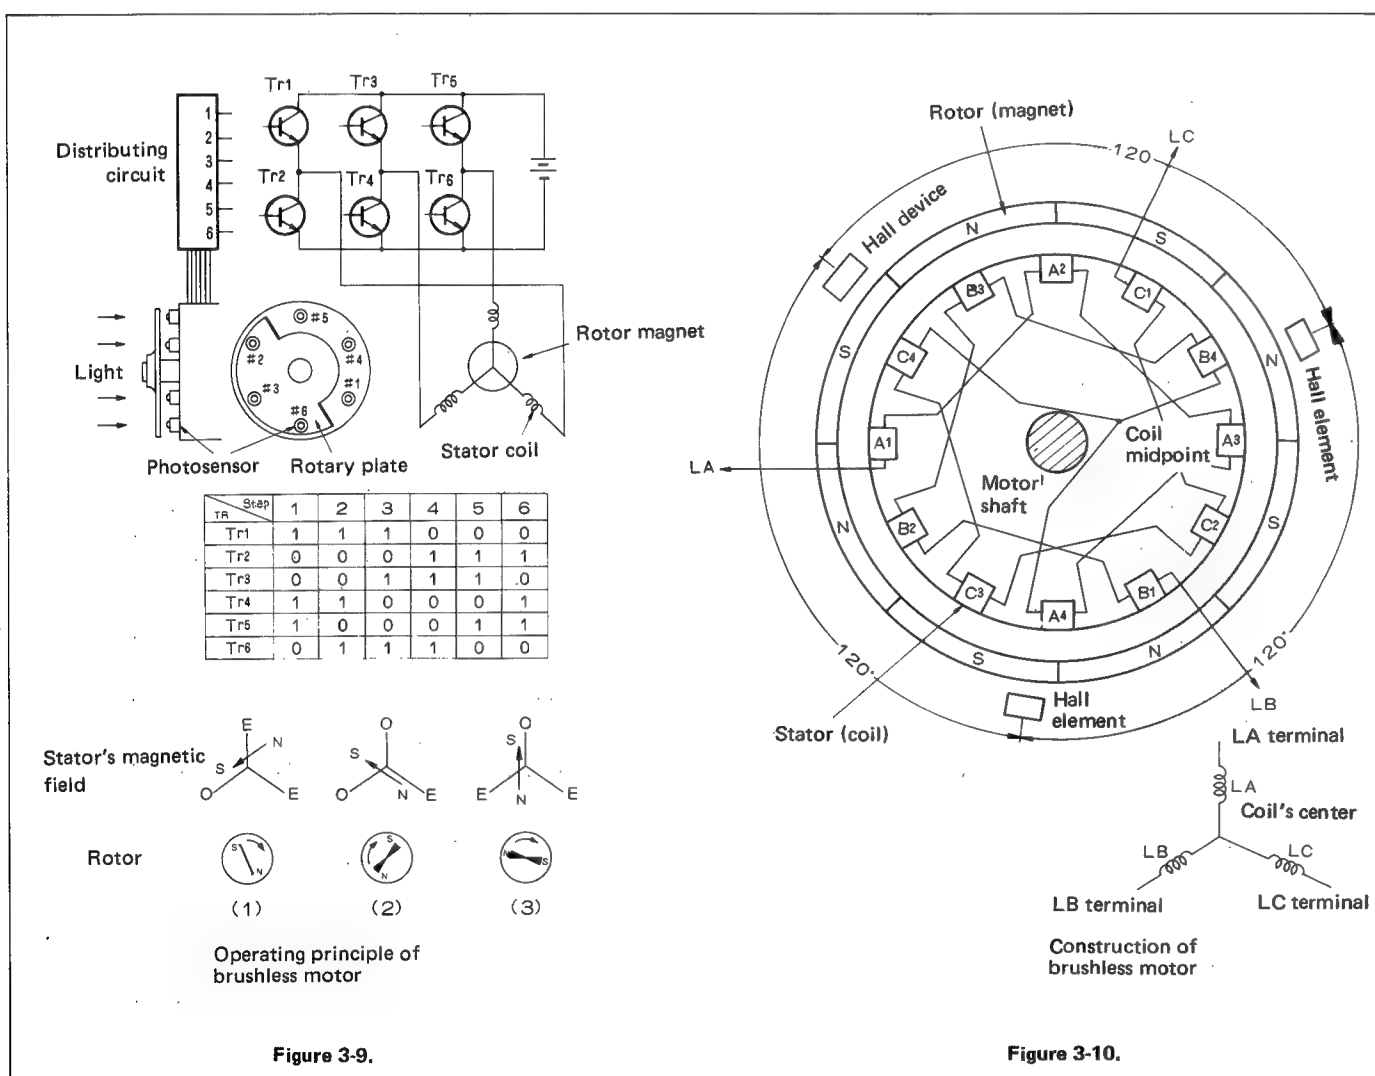 Tr1 Tr3 Tr5
Distributing
circuit
1
2
3
4
5
6
Tr2 Tr4 Tr6
Light
#5
#2 #4
#3 #1
#6
Photosensor Rotary plate
Rotor magnet
Stator coil
TR Step 1 2 3 4 5 6
Tr1 1 1 1 0 0 0
Tr2 0 0 0 1 1 1
Tr3 0 0 1 1 1 0
Tr4 1 1 0 0 0 1
Tr5 1 0 0 0 1 1
Tr6 0 1 1 1 0 0
Stator's magnetic
field
E N S O E
O S O N E
O S E N E
Rotor
S N
S N
N S
(1) (2) (3)
Operating principle of
brushless motor
Figure 3-9.
Rotor (magnet)
LC
120
Hall device
N S
S N
N S
S N
A2
B3 C1
C4 B4
A1 A3
B2 C2
C3 B1
A4
Hall element
Coil
midpoint
LA
Motor
shaft
120°
120°
Hall
element
LB
Stator (coil)
LA terminal
LA
Coil's center
LB LC
LB terminal LC terminal
Construction of
brushless motor
Figure 3-10.